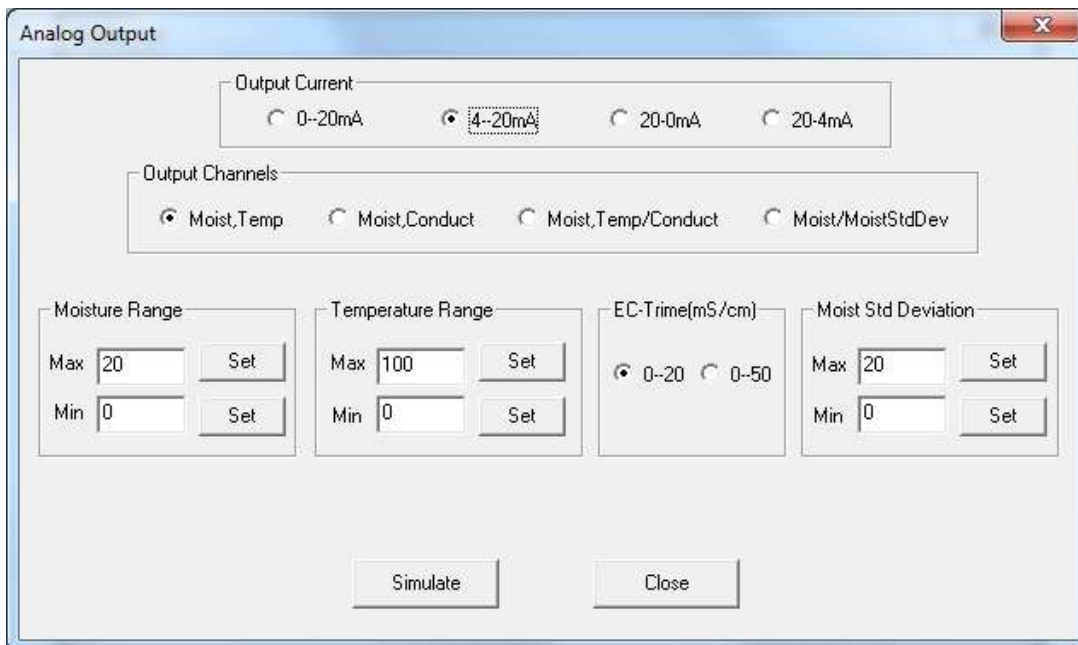 Analog Output
X
Output Current
0--20mA 4--20mA 20-0mA 20-4mA
Output Channels
Moist,Temp Moist,Conduct Moist,Temp/Conduct Moist/MoistStdDev
Moisture Range
Max 20 Set
Min 0 Set
Temperature Range
Max 100 Set
Min 0 Set
EC-Trime(mS/cm)
0--20 0--50
Moist Std Deviation
Max 20 Set
Min 0 Set
Simulate Close